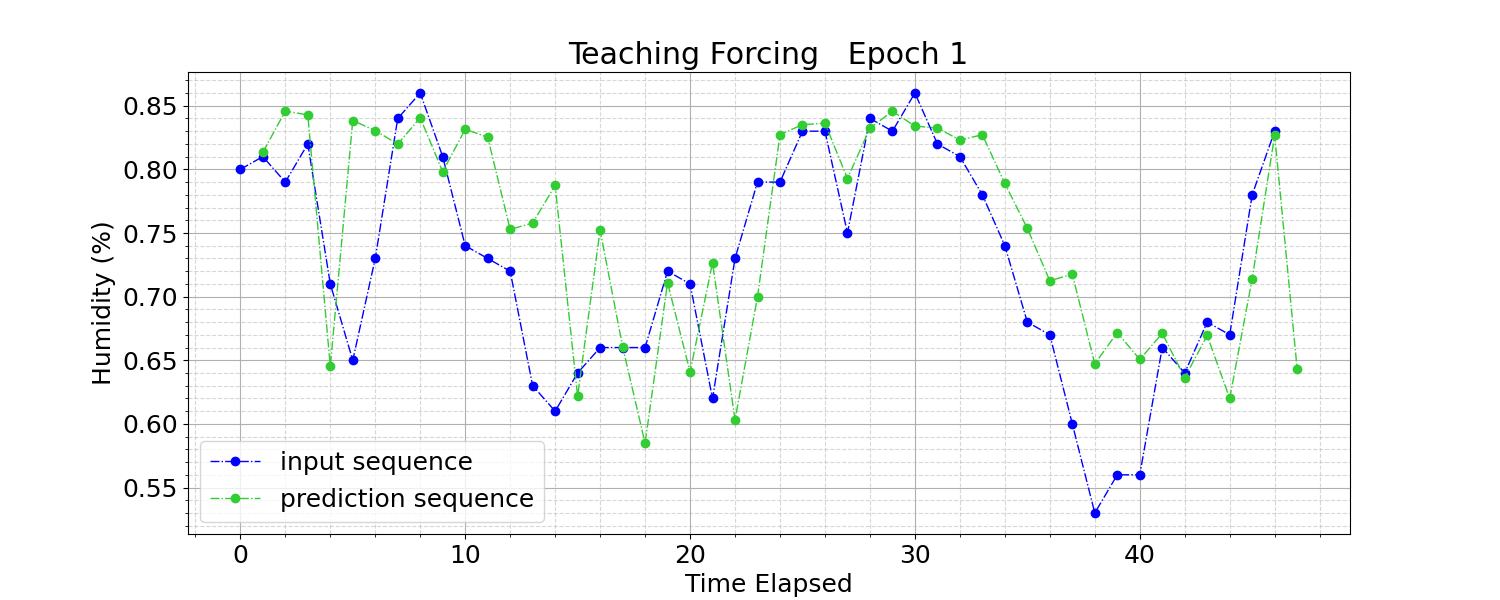 Teaching Forcing   Epoch 1
0.85
0.80
0.75
0.70
0.65
0.60
0.55
Humidity (%)
input sequence
prediction sequence
0 10 20 30 40
Time Elapsed